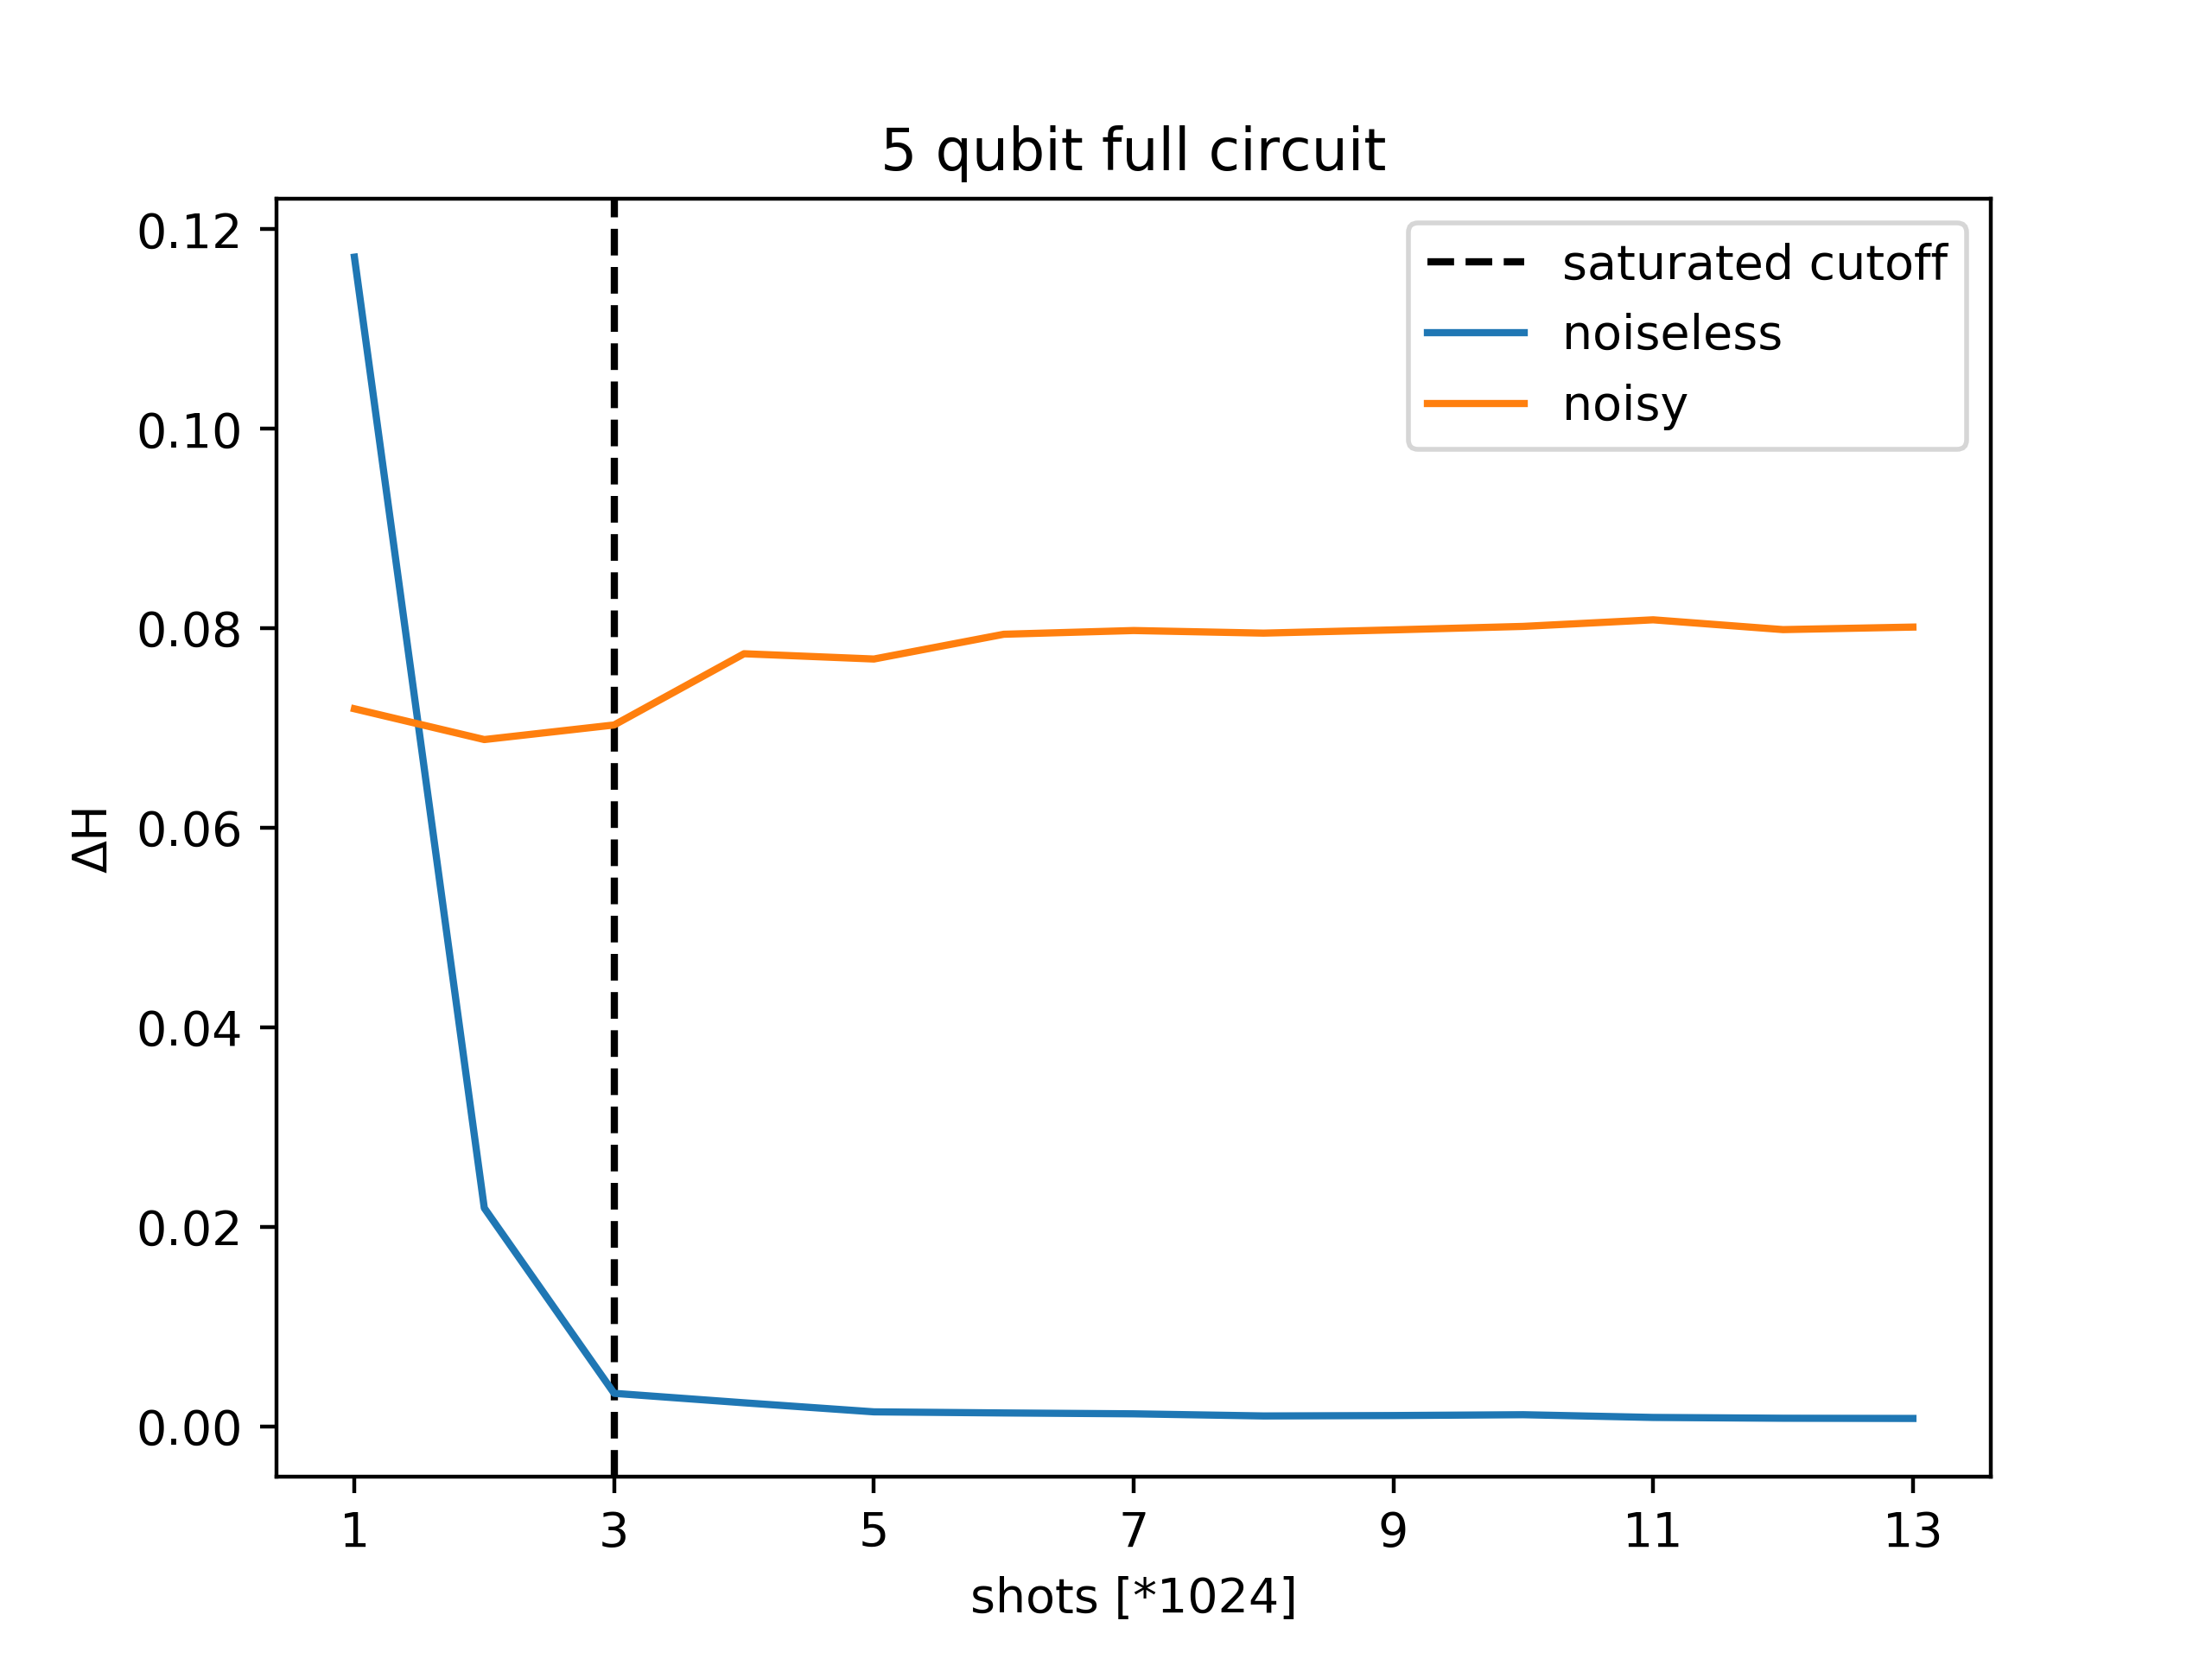 5 qubit full circuit
saturated cutoff
noiseless
noisy
0.12
0.10
0.08
0.06
0.04
0.02
0.00
ΔH
1 3 5 7 9 11 13
shots [*1024]